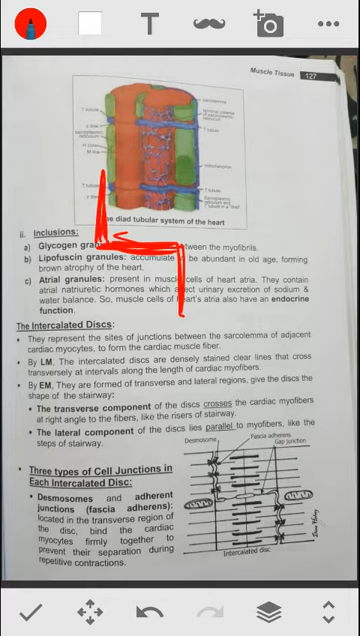 T
Muscle Tissue 127
T tubule
sarcolemma
T tubule
mitochondrion
T tubule
T tubule
diad tubular system of the heart
ii. Inclusions:
a) Glycogen between the myofibrils.
b) Lipofuscin granules: accumulate be abundant in old age, forming
brown atrophy of the heart.
c) Atrial granules: present in muscle cells of heart atria. They contain
atrial natriuretic hormones which affect urinary excretion of sodium &
water balance. So, muscle cells of atria also have an endocrine
function.
The Intercalated Discs:
• They represent the sites of junctions between the sarcolemma of adjacent
cardiac myocytes, to form the cardiac muscle fiber.
• By LM, The intercalated discs are densely stained clear lines that cross
transversely at intervals along the length of cardiac myofibers.
• By EM, They are formed of transverse and lateral regions, give the discs the
shape of the stairway:
• The transverse component of the discs crosses the cardiac myofibers
at right angle to the fibers, like the risers of stairway.
• The lateral component of the discs lies parallel to myofibers, like the
steps of stairway.
Desmosome
Fascia adherens
Gap junction
• Three types of Cell Junctions in
Each Intercalated Disc:
• Desmosomes and adherent
junctions (fascia adherens):
located in the transverse region of
the disc, bind the cardiac
myocytes firmly together to
prevent their separation during
repetitive contractions.
Intercalated disc